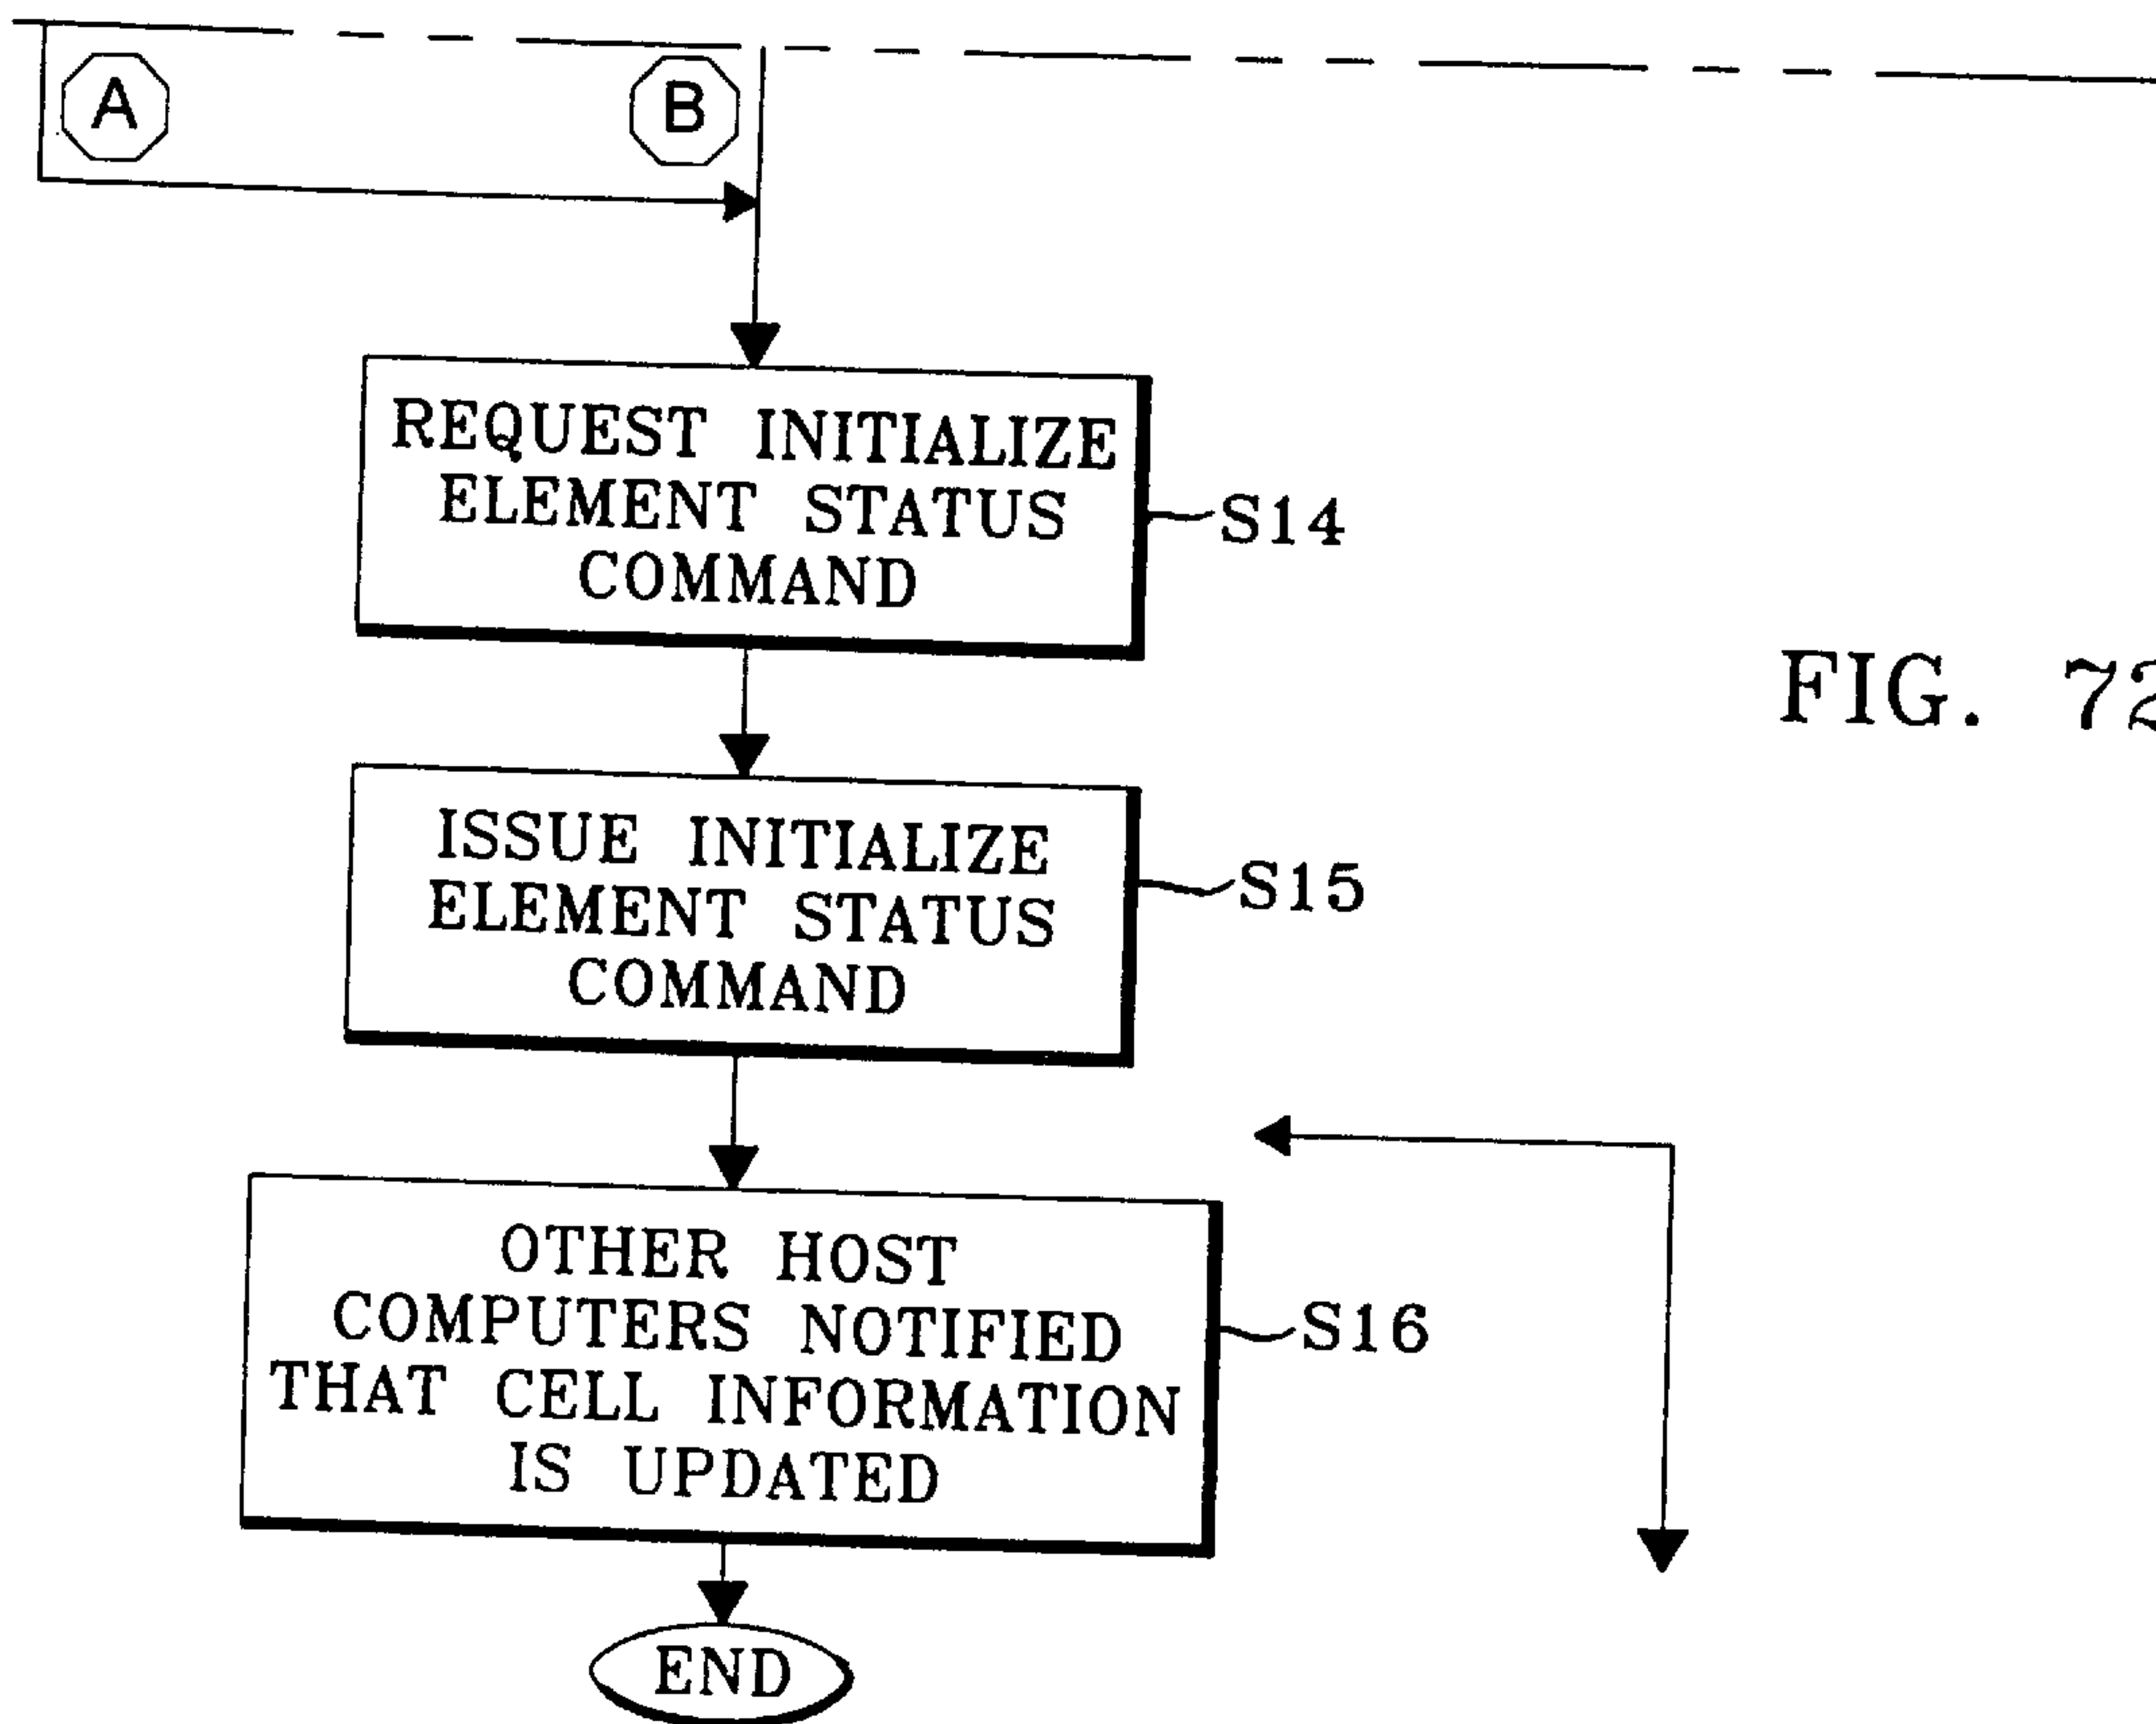 A
B
REQUEST INITIALIZE
ELEMENT STATUS
COMMAND
S14
FIG. 72
ISSUE INITIALIZE
ELEMENT STATUS
COMMAND
S15
OTHER HOST
COMPUTERS NOTIFIED
THAT CELL INFORMATION
IS UPDATED
S16
END